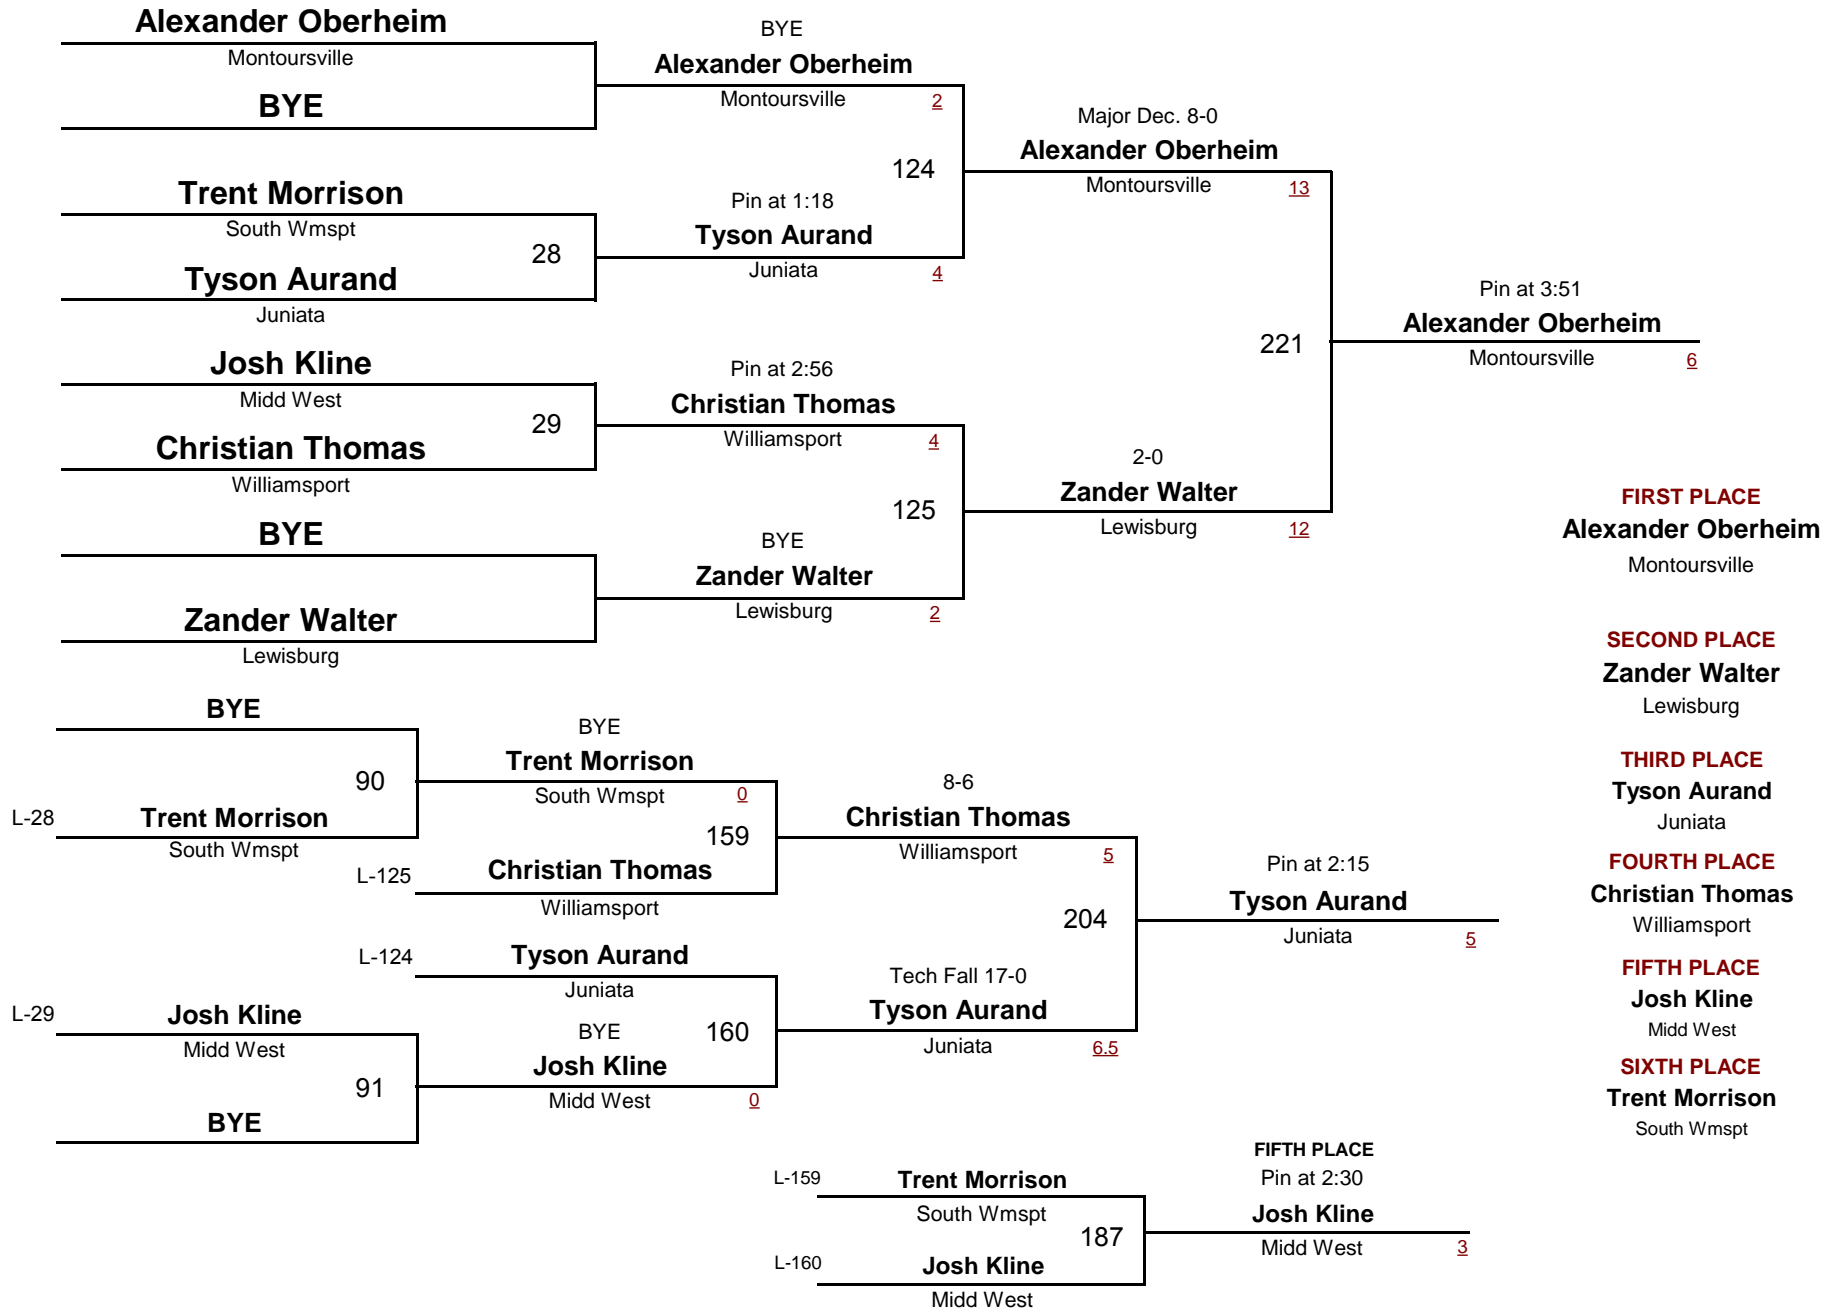 Alexander Oberheim
Montoursville
BYE
Trent Morrison
South Wmspt
28
Tyson Aurand
Juniata
Josh Kline
Midd West
29
Christian Thomas
Williamsport
BYE
Zander Walter
Lewisburg
BYE
Alexander Oberheim
Montoursville 2
124
Pin at 1:18
Tyson Aurand
Juniata 4
Pin at 2:56
Christian Thomas
Williamsport 4
125
BYE
Zander Walter
Lewisburg 2
Major Dec. 8-0
Alexander Oberheim
Montoursville 13
221
2-0
Zander Walter
Lewisburg 12
Pin at 3:51
Alexander Oberheim
Montoursville 6
BYE
90
L-28 Trent Morrison
South Wmspt
L-29 Josh Kline
Midd West
91
BYE
BYE
Trent Morrison
South Wmspt 0
159
L-125 Christian Thomas
Williamsport
L-124 Tyson Aurand
Juniata
BYE 160
Josh Kline
Midd West 0
8-6
Christian Thomas
Williamsport 5
204
Tech Fall 17-0
Tyson Aurand
Juniata 6.5
Pin at 2:15
Tyson Aurand
Juniata 5
L-159 Trent Morrison
South Wmspt
187
L-160 Josh Kline
Midd West
FIFTH PLACE
Pin at 2:30
Josh Kline
Midd West 3
FIRST PLACE
Alexander Oberheim
Montoursville
SECOND PLACE
Zander Walter
Lewisburg
THIRD PLACE
Tyson Aurand
Juniata
FOURTH PLACE
Christian Thomas
Williamsport
FIFTH PLACE
Josh Kline
Midd West
SIXTH PLACE
Trent Morrison
South Wmspt